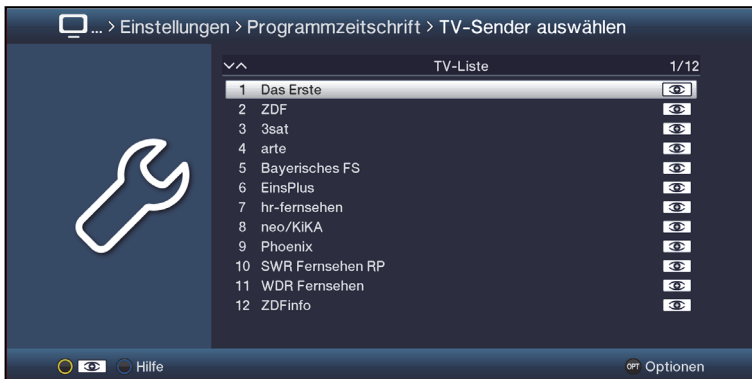 ... > Einstellungen > Programmzeitschrift > TV-Sender auswählen
TV-Liste 1/12
1 Das Erste
2 ZDF
3 3sat
4 arte
5 Bayerisches FS
6 EinsPlus
7 hr-fernsehen
8 neo/KiKA
9 Phoenix
10 SWR Fernsehen RP
11 WDR Fernsehen
12 ZDFinfo
Hilfe OPT Optionen